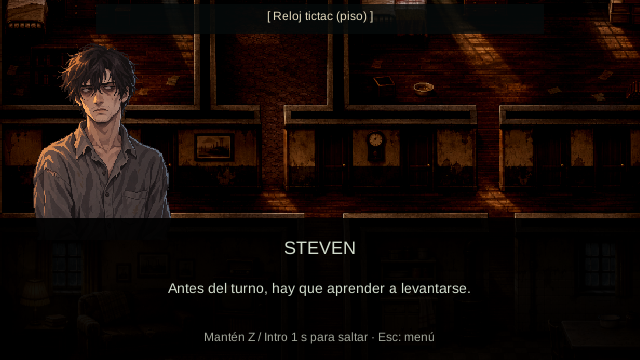 [ Reloj tictac (piso) ]
STEVEN
Antes del turno, hay que aprender a levantarse.
Mantén Z / Intro 1 s para saltar · Esc: menú